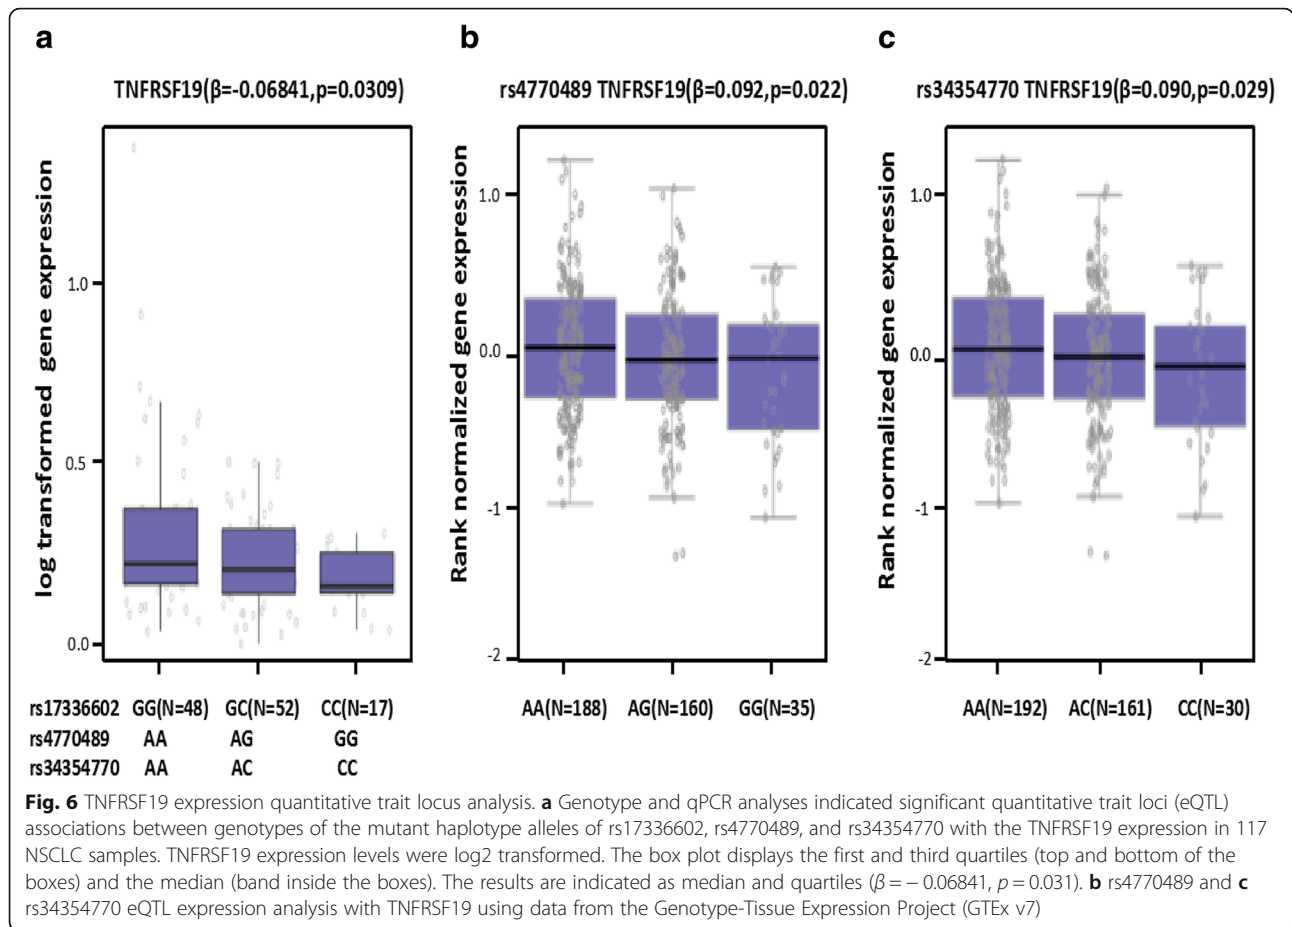 a
TNFRSF19(β=-0.06841,p=0.0309)
log transformed gene expression
1.0
0.5
0.0
rs17336602 GG(N=48) GC(N=52) CC(N=17)
rs4770489 AA AG GG
rs34354770 AA AC CC
b
rs4770489 TNFRSF19(β=0.092,p=0.022)
Rank normalized gene expression
1.0
0.0
-1
-2
AA(N=188) AG(N=160) GG(N=35)
c
rs34354770 TNFRSF19(β=0.090,p=0.029)
Rank normalized gene expression
1.0
0.0
-1
-2
AA(N=192) AC(N=161) CC(N=30)
Fig. 6 TNFRSF19 expression quantitative trait locus analysis. a Genotype and qPCR analyses indicated significant quantitative trait loci (eQTL)
associations between genotypes of the mutant haplotype alleles of rs17336602, rs4770489, and rs34354770 with the TNFRSF19 expression in 117
NSCLC samples. TNFRSF19 expression levels were log2 transformed. The box plot displays the first and third quartiles (top and bottom of the
boxes) and the median (band inside the boxes). The results are indicated as median and quartiles (β = − 0.06841, p = 0.031). b rs4770489 and c
rs34354770 eQTL expression analysis with TNFRSF19 using data from the Genotype-Tissue Expression Project (GTEx v7)